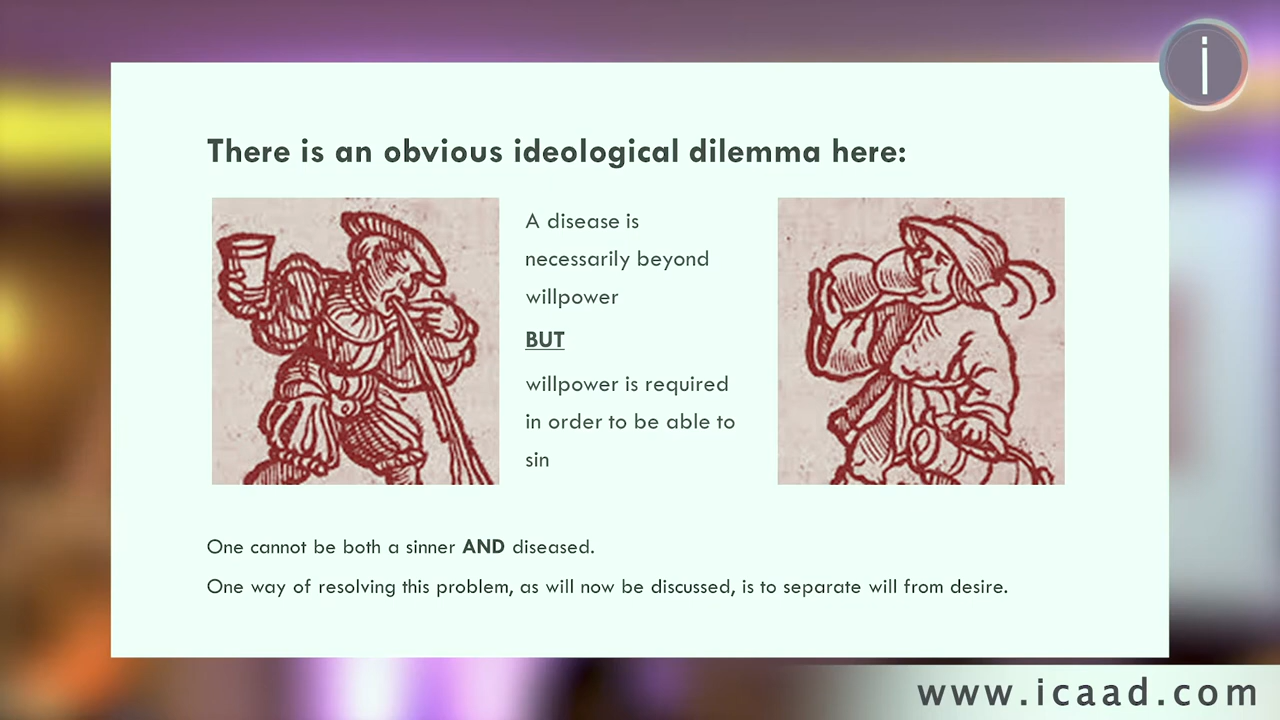 i
There is an obvious ideological dilemma here:
A disease is
necessarily beyond
willpower
BUT
willpower is required
in order to be able to
sin
One cannot be both a sinner AND diseased.
One way of resolving this problem, as will now be discussed, is to separate will from desire.
www.icaad.com